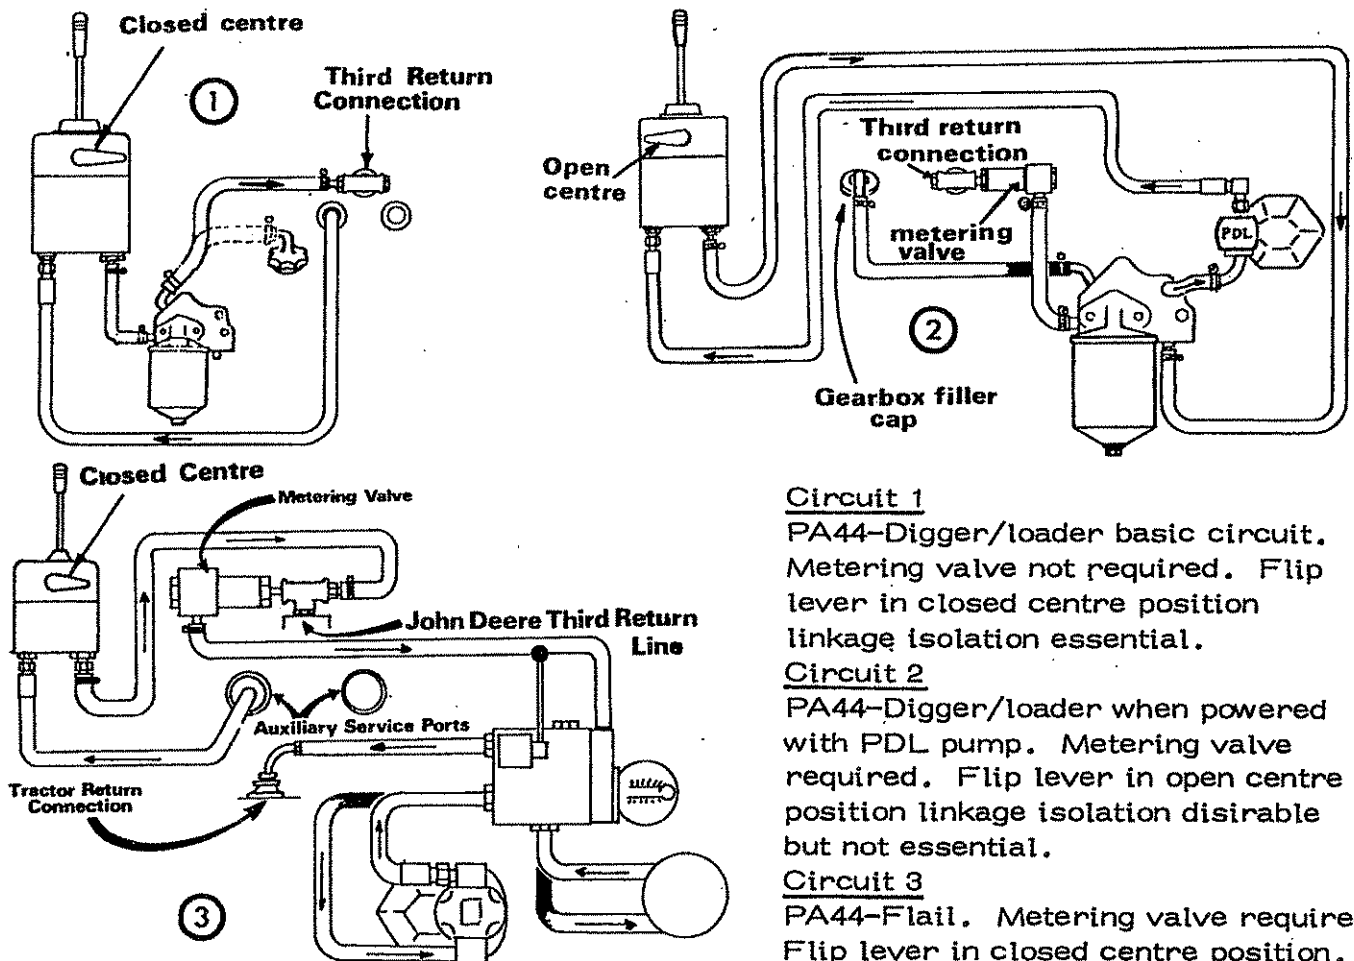 Closed centre
1
Third Return
Connection
Open
centre
Third return
connection
metering
valve
PDL
2
Gearbox filler
cap
Closed Centre
Metering Valve
John Deere Third Return
Line
Auxiliary Service Ports
Tractor Return
Connection
3
Circuit 1
PA44-Digger/loader basic circuit.
Metering valve not required. Flip
lever in closed centre position
linkage isolation essential.
Circuit 2
PA44-Digger/loader when powered
with PDL pump. Metering valve
required. Flip lever in open centre
position linkage isolation disirable
but not essential.
Circuit 3
PA44-Flail. Metering valve require
Flip lever in closed centre position.